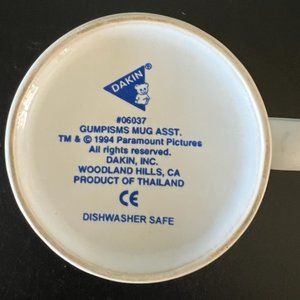 DAKIN ®
#06037
GUMPISMS MUG ASST.
TM & © 1994 Paramount Pictures
All rights reserved.
DAKIN, INC.
WOODLAND HILLS, CA
PRODUCT OF THAILAND
CE
DISHWASHER SAFE